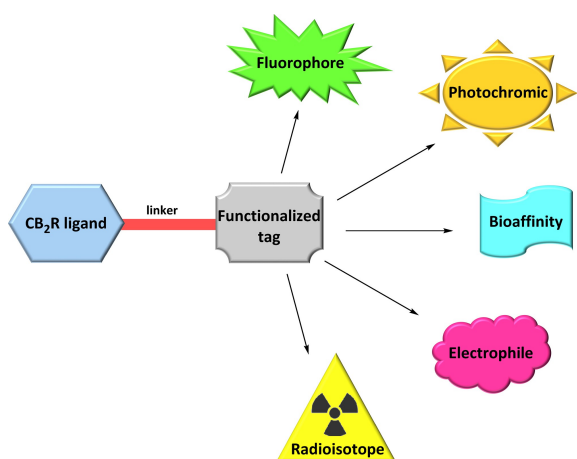 Fluorophore
Photochromic
CB₂R ligand
linker
Functionalized
tag
Bioaffinity
Electrophile
Radioisotope